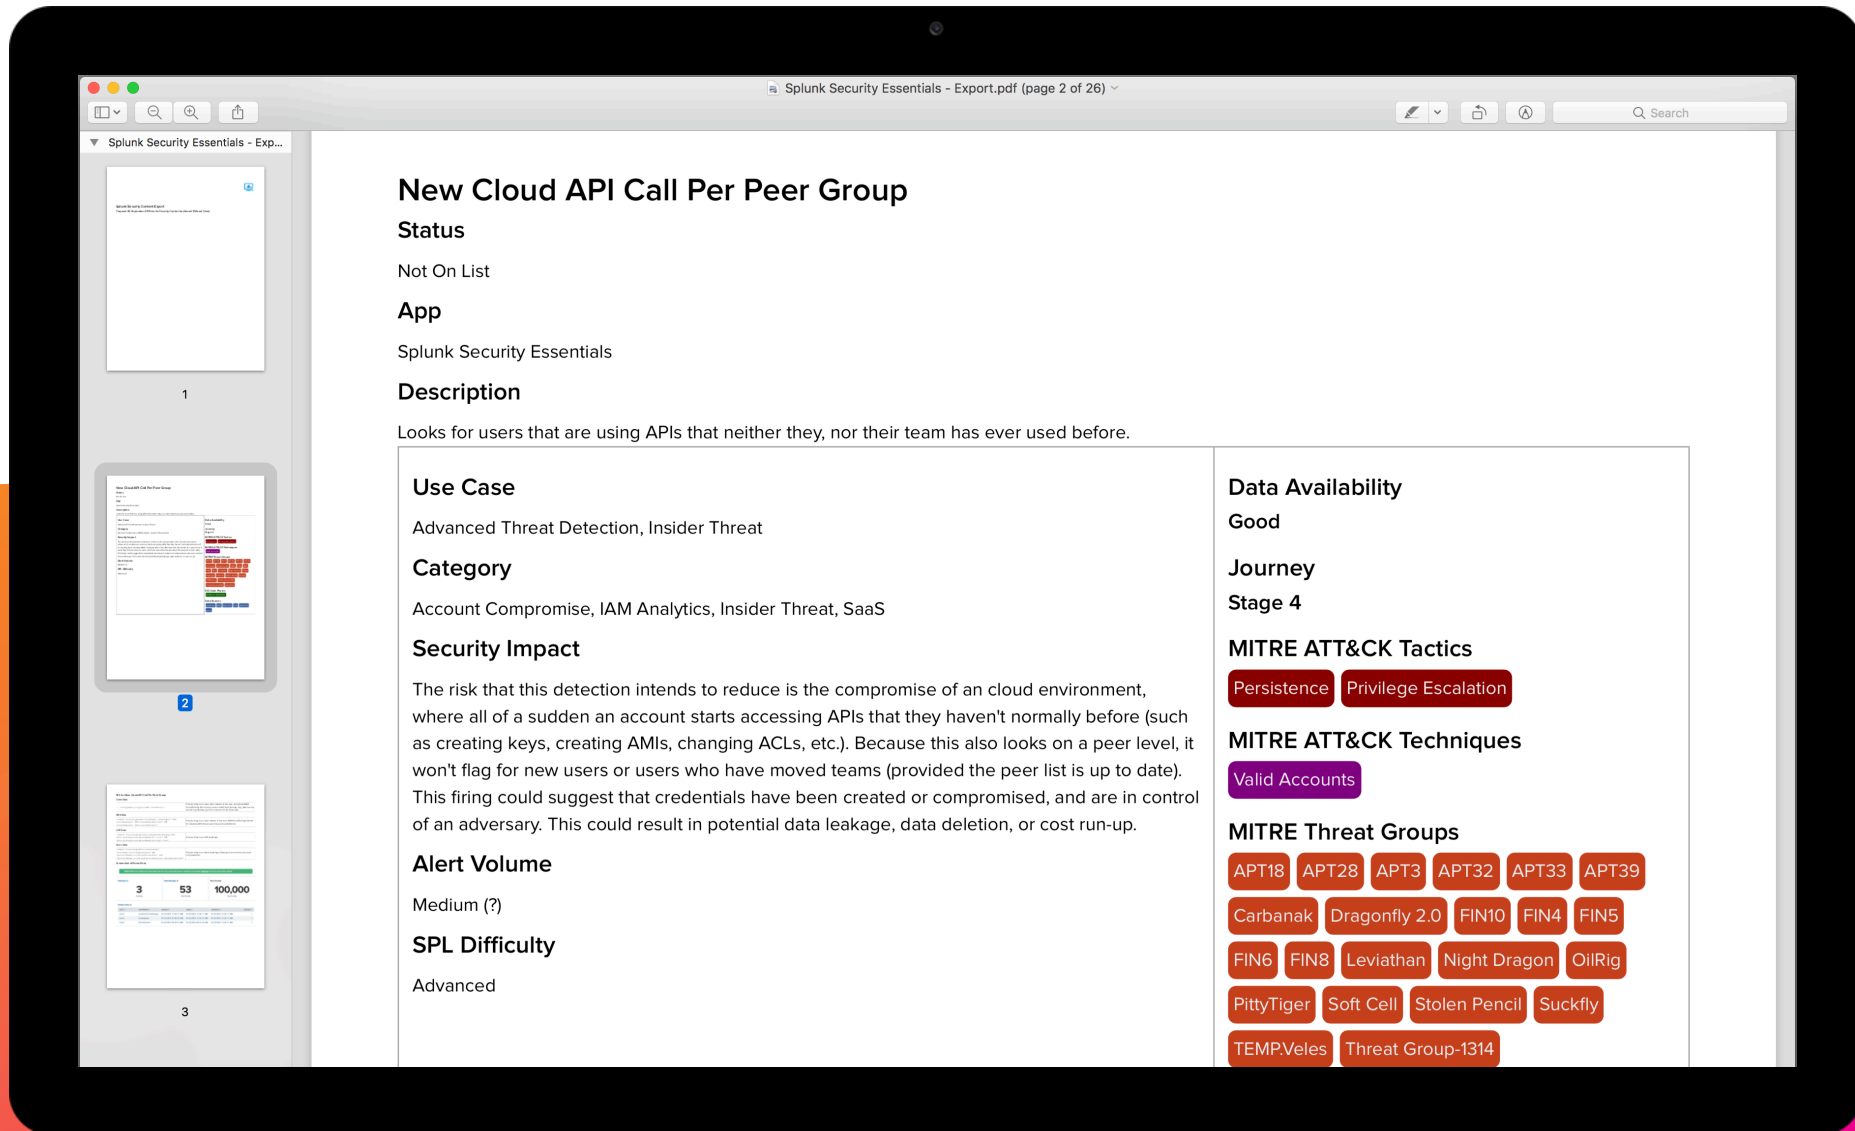 Splunk Security Essentials - Export.pdf (page 2 of 26)
Search
Splunk Security Essentials - Exp...
1
2
3
3
53
100,000
New Cloud API Call Per Peer Group
Status
Not On List
App
Splunk Security Essentials
Description
Looks for users that are using APIs that neither they, nor their team has ever used before.
Use Case
Advanced Threat Detection, Insider Threat
Category
Account Compromise, IAM Analytics, Insider Threat, SaaS
Security Impact
The risk that this detection intends to reduce is the compromise of an cloud environment,
where all of a sudden an account starts accessing APIs that they haven't normally before (such
as creating keys, creating AMIs, changing ACLs, etc.). Because this also looks on a peer level, it
won't flag for new users or users who have moved teams (provided the peer list is up to date).
This firing could suggest that credentials have been created or compromised, and are in control
of an adversary. This could result in potential data leakage, data deletion, or cost run-up.
Alert Volume
Medium (?)
SPL Difficulty
Advanced
Data Availability
Good
Journey
Stage 4
MITRE ATT&CK Tactics
Persistence Privilege Escalation
MITRE ATT&CK Techniques
Valid Accounts
MITRE Threat Groups
APT18 APT28 APT3 APT32 APT33 APT39
Carbanak Dragonfly 2.0 FIN10 FIN4 FIN5
FIN6 FIN8 Leviathan Night Dragon OilRig
PittyTiger Soft Cell Stolen Pencil Suckfly
TEMP.Veles Threat Group-1314